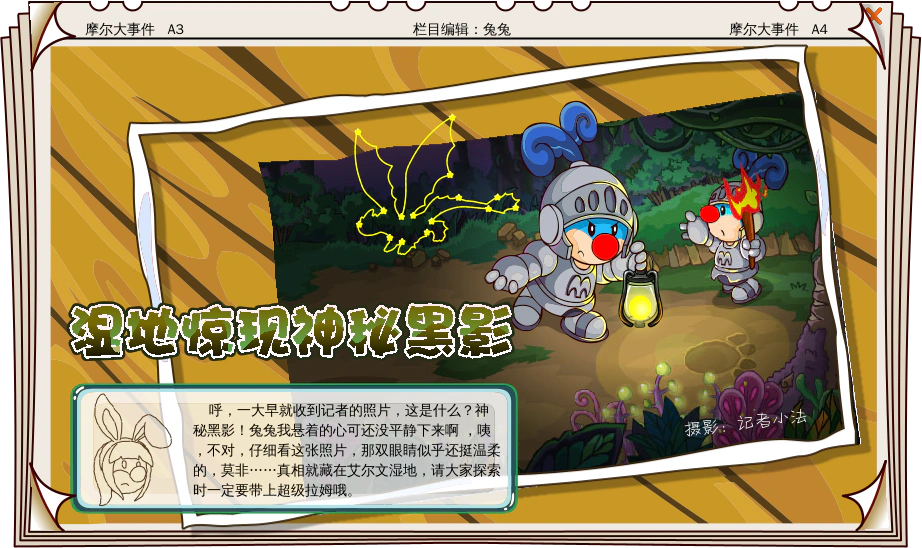 摩尔大事件 A3
栏目编辑：兔兔
摩尔大事件 A4
湿地惊现神秘黑影
摄影：记者小法
呼，一大早就收到记者的照片，这是什么？神
秘黑影！兔兔我悬着的心可还没平静下来啊 ，咦
，不对，仔细看这张照片，那双眼睛似乎还挺温柔
的，莫非……真相就藏在艾尔文湿地，请大家探索
时一定要带上超级拉姆哦。